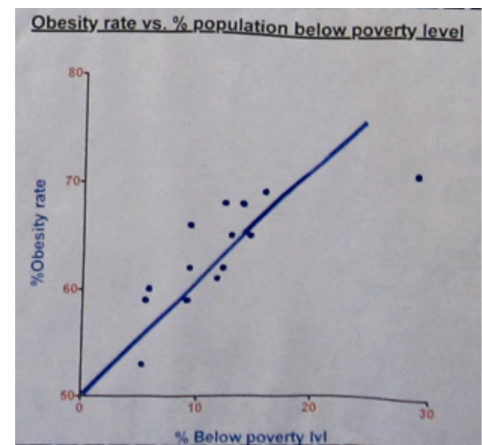 Obesity rate vs. % population below poverty level
80
70
%Obesity rate
60
50
0 10 20 30
% Below poverty lvl